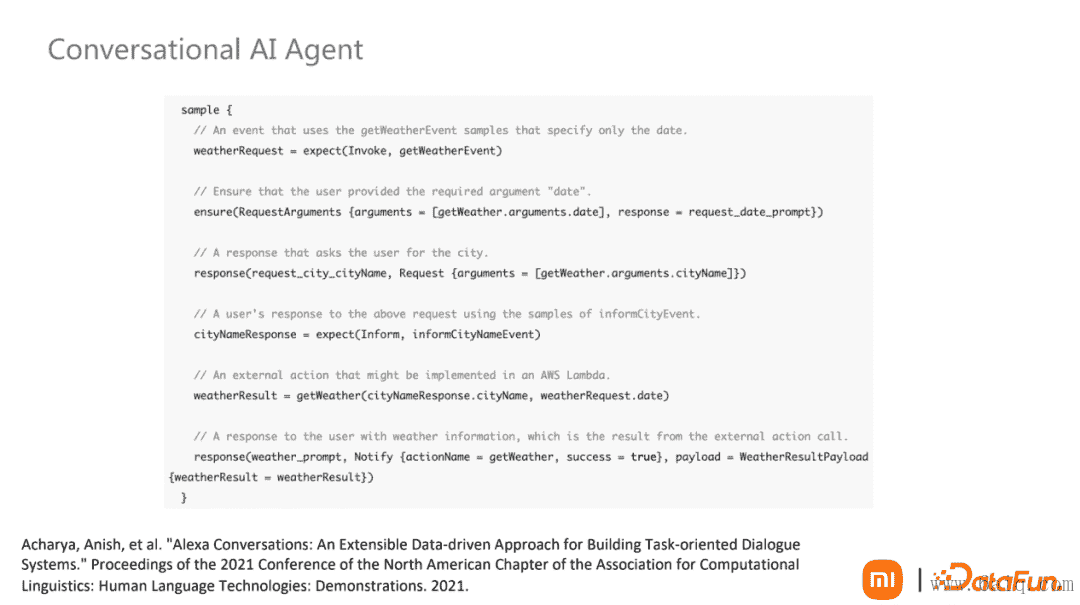 Conversational AI Agent
sample {
// An event that uses the getWeatherEvent samples that specify only the date.
weatherRequest = expect(Invoke, getWeatherEvent)
// Ensure that the user provided the required argument "date".
ensure(RequestArguments {arguments = [getWeather.arguments.date], response = request_date_prompt})
// A response that asks the user for the city.
response(request_city_cityName, Request {arguments = [getWeather.arguments.cityName]})
// A user's response to the above request using the samples of informCityEvent.
cityNameResponse = expect(Inform, informCityNameEvent)
// An external action that might be implemented in an AWS Lambda.
weatherResult = getWeather(cityNameResponse.cityName, weatherRequest.date)
// A response to the user with weather information, which is the result from the external action call.
response(weather_prompt, Notify {actionName = getWeather, success = true}, payload = WeatherResultPayload
{weatherResult = weatherResult})
}
Acharya, Anish, et al. "Alexa Conversations: An Extensible Data-driven Approach for Building Task-oriented Dialogue
Systems." Proceedings of the 2021 Conference of the North American Chapter of the Association for Computational
Linguistics: Human Language Technologies: Demonstrations. 2021.
mi | DataFun.